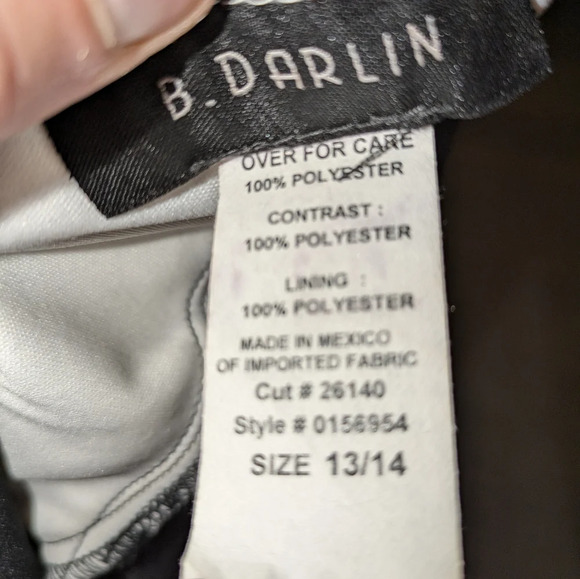 B. DARLIN
OVER FOR CARE
100% POLYESTER
CONTRAST :
100% POLYESTER
LINING :
100% POLYESTER
MADE IN MEXICO
OF IMPORTED FABRIC
Cut # 26140
Style # 0156954
SIZE 13/14